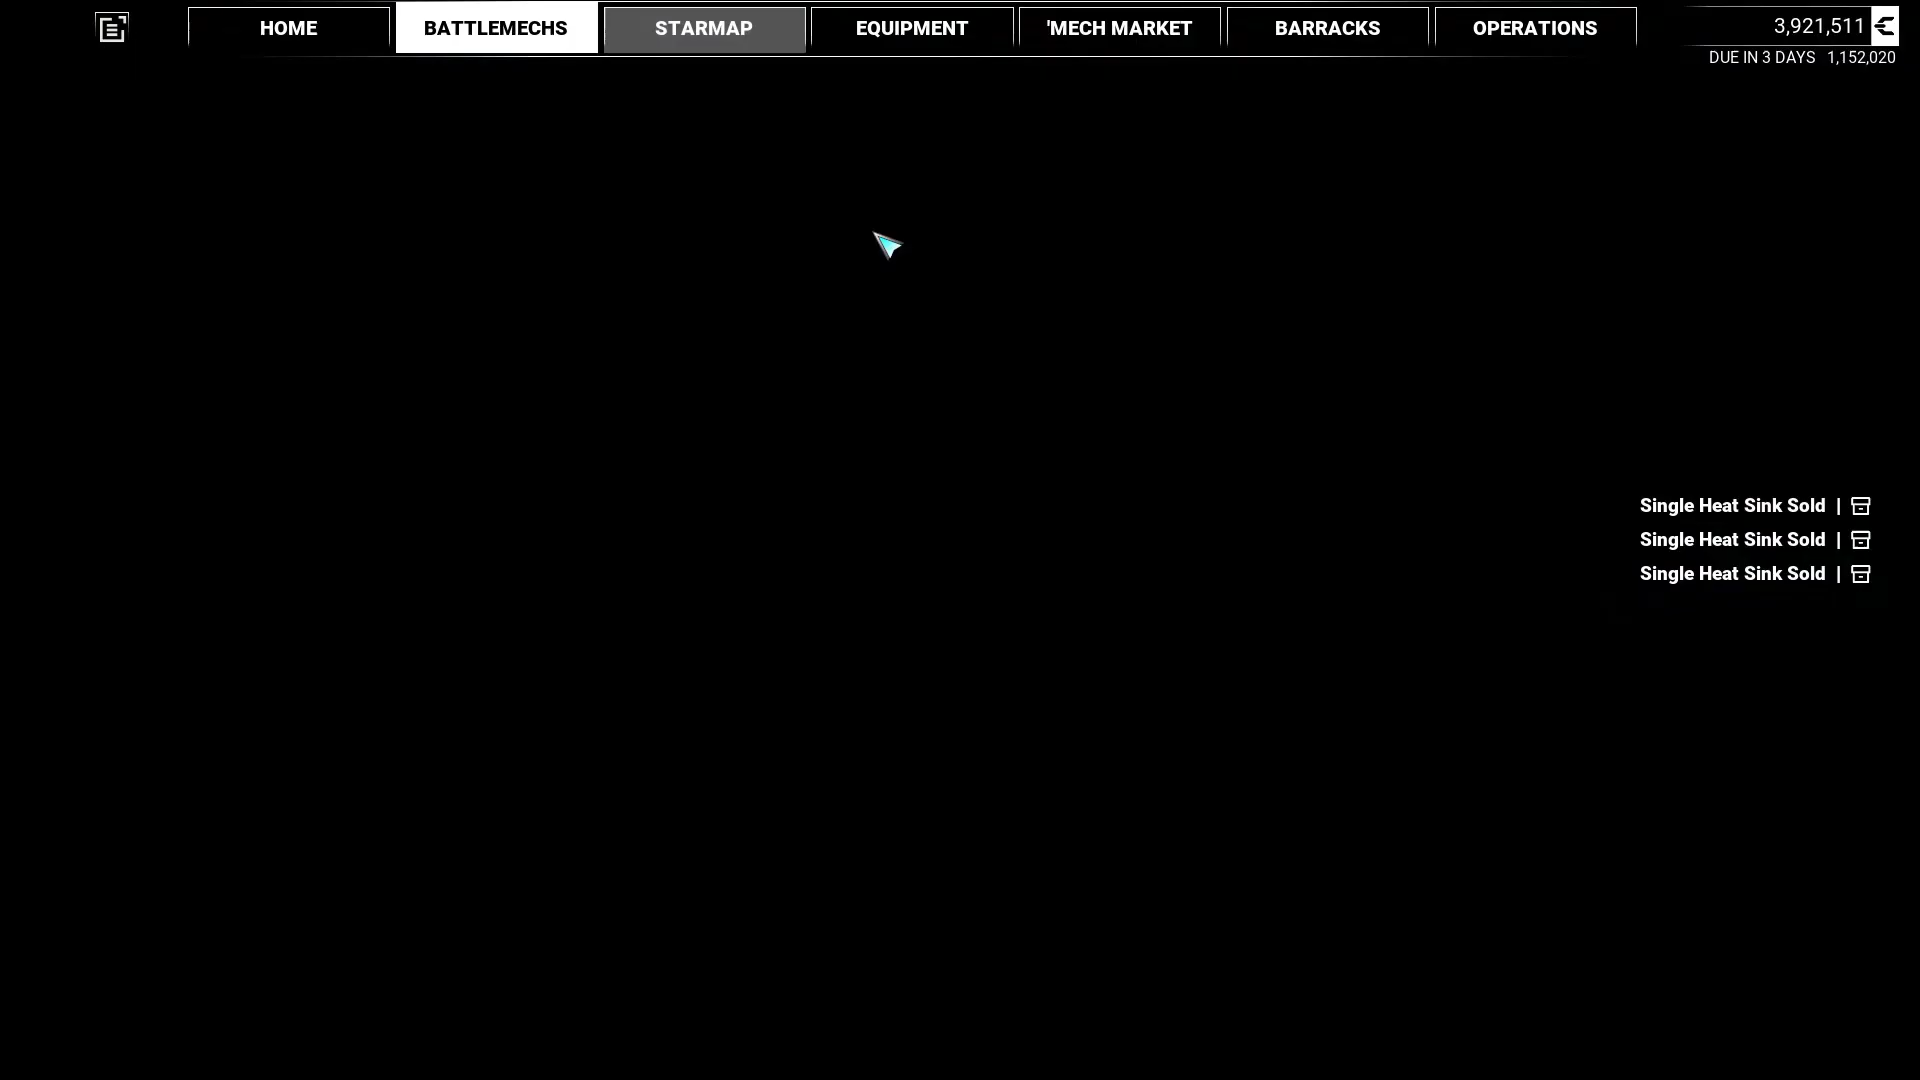 HOME
BATTLEMECHS
STARMAP
EQUIPMENT
'MECH MARKET
BARRACKS
OPERATIONS
3,921,511
DUE IN 3 DAYS 1,152,020
Single Heat Sink Sold |
Single Heat Sink Sold |
Single Heat Sink Sold |